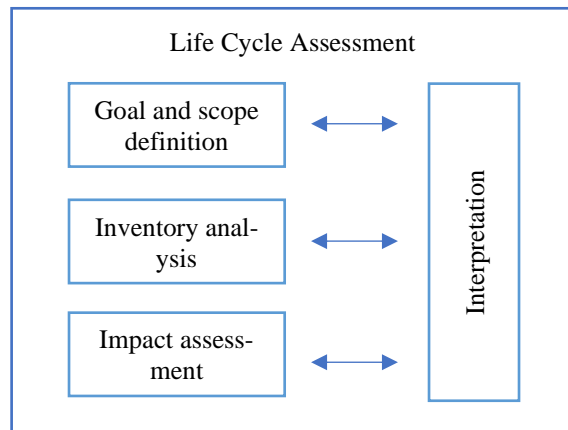 Life Cycle Assessment
Goal and scope
definition
Inventory anal-
ysis
Impact assess-
ment
Interpretation